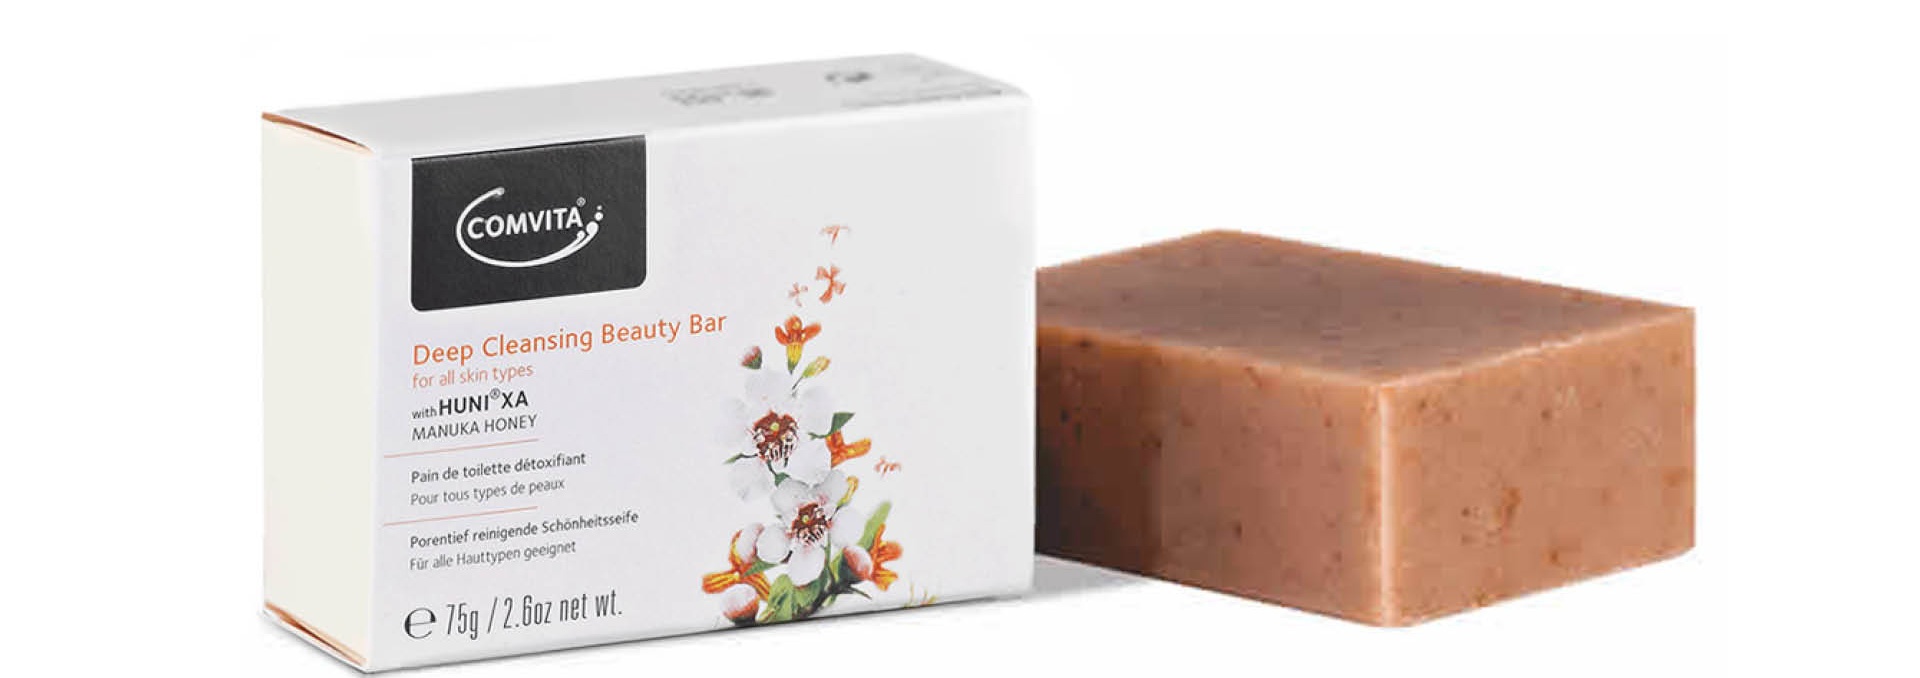 COMVITA®
Deep Cleansing Beauty Bar
for all skin types
with HUNI®XA
MANUKA HONEY
Pain de toilette détoxifiant
Pour tous types de peaux
Porentief reinigende Schönheitsseife
Für alle Hauttypen geeignet
℮ 75g / 2.6oz net wt.